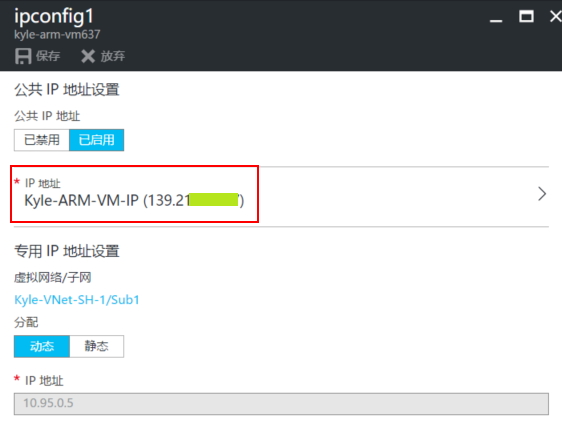 ipconfig1
kyle-arm-vm637
保存 放弃
公共 IP 地址设置
公共 IP 地址
已禁用 已启用
* IP 地址
Kyle-ARM-VM-IP (139.21 )
专用 IP 地址设置
虚拟网络/子网
Kyle-VNet-SH-1/Sub1
分配
动态 静态
* IP 地址
10.95.0.5